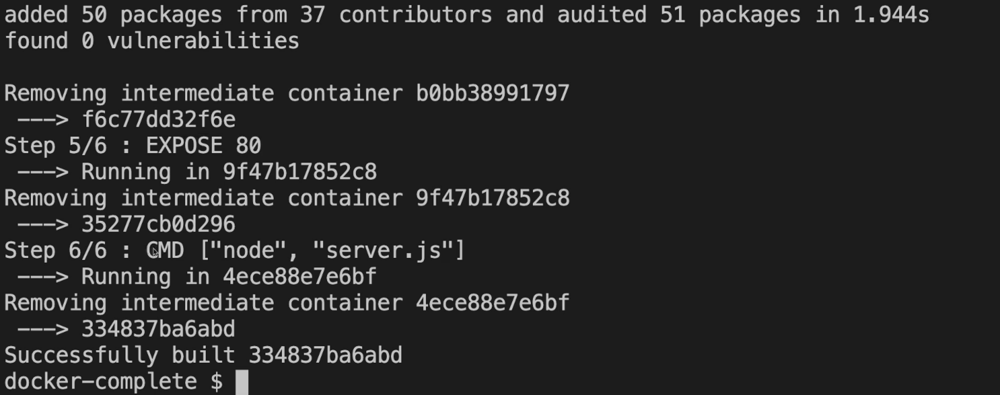 added 50 packages from 37 contributors and audited 51 packages in 1.944s
found 0 vulnerabilities
Removing intermediate container b0bb38991797
---> f6c77dd32f6e
Step 5/6 : EXPOSE 80
---> Running in 9f47b17852c8
Removing intermediate container 9f47b17852c8
---> 35277cb0d296
Step 6/6 : CMD ["node", "server.js"]
---> Running in 4ece88e7e6bf
Removing intermediate container 4ece88e7e6bf
---> 334837ba6abd
Successfully built 334837ba6abd
docker-complete $